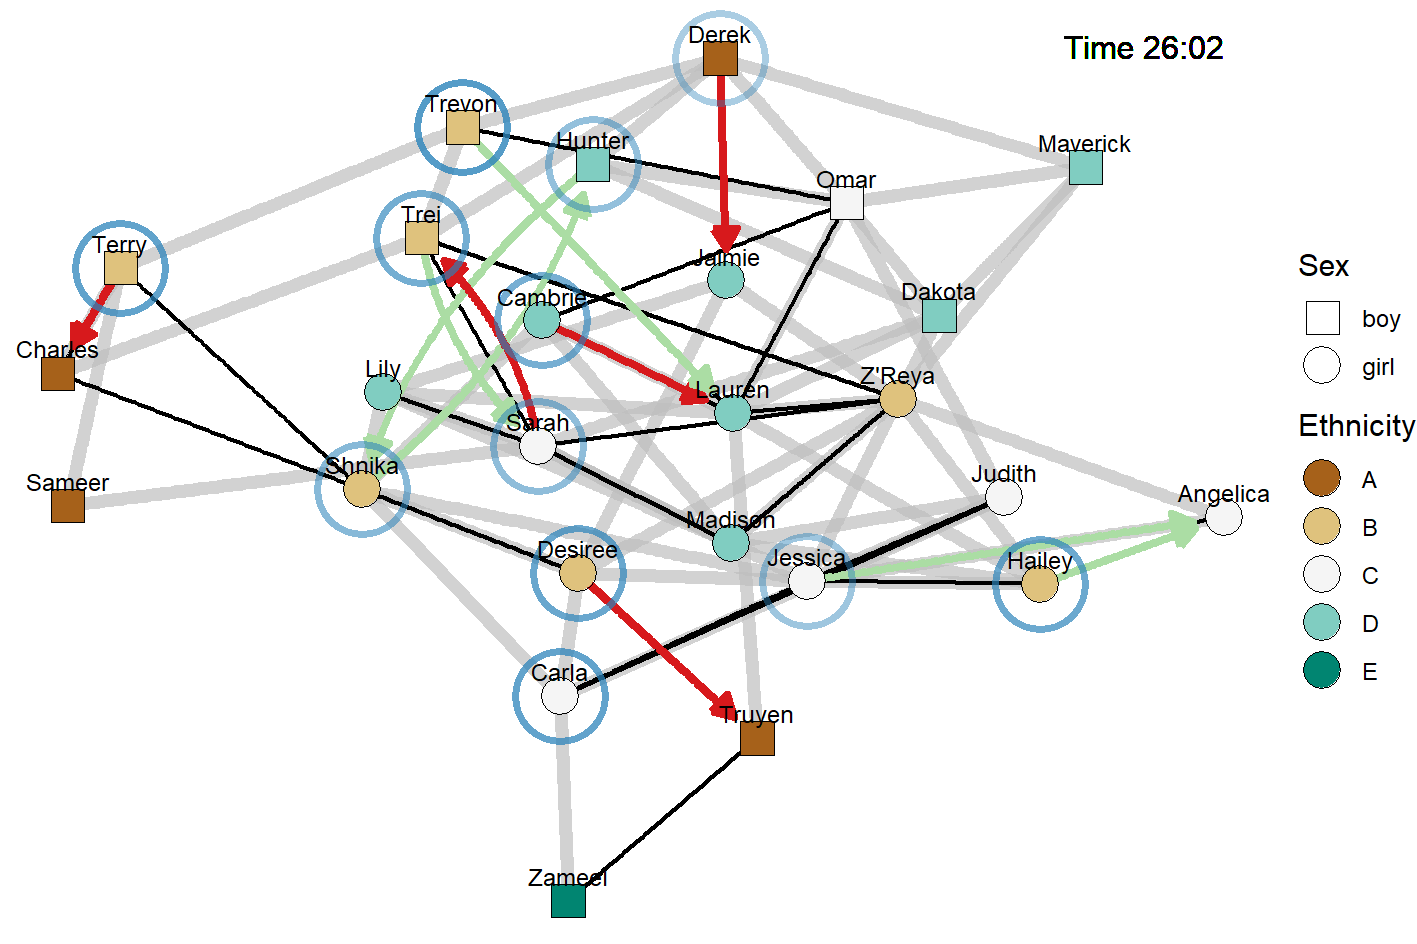 Derek
Time 26:02
Trevon
Hunter
Maverick
Omar
Trei
Terry
Jaimie
Sex
Cambrie
Dakota
boy
Charles
girl
Lily
Z'Reya
Lauren
Sarah
Ethnicity
Shnika
Judith
A
Sameer
Angelica
Madison
B
Desiree
Jessica
Hailey
C
D
Carla
E
Truyen
Zameel